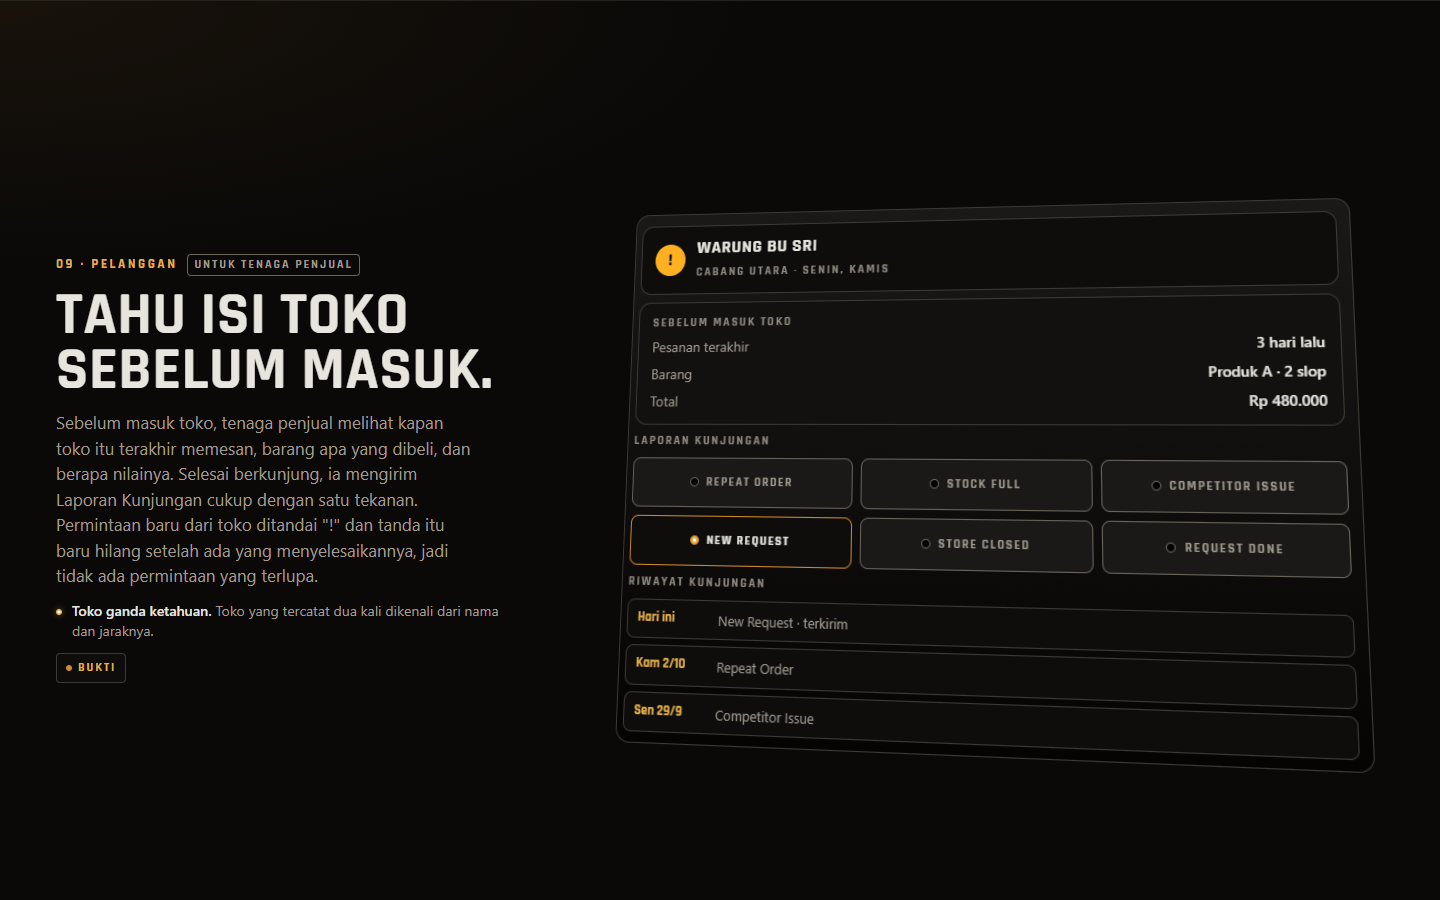 09 · PELANGGAN UNTUK TENAGA PENJUAL
TAHU ISI TOKO
SEBELUM MASUK.
Sebelum masuk toko, tenaga penjual melihat kapan
toko itu terakhir memesan, barang apa yang dibeli, dan
berapa nilainya. Selesai berkunjung, ia mengirim
Laporan Kunjungan cukup dengan satu tekanan.
Permintaan baru dari toko ditandai "!" dan tanda itu
baru hilang setelah ada yang menyelesaikannya, jadi
tidak ada permintaan yang terlupa.
Toko ganda ketahuan. Toko yang tercatat dua kali dikenali dari nama
dan jaraknya.
BUKTI
!
WARUNG BU SRI
CABANG UTARA · SENIN, KAMIS
SEBELUM MASUK TOKO
Pesanan terakhir 3 hari lalu
Barang Produk A · 2 slop
Total Rp 480.000
LAPORAN KUNJUNGAN
REPEAT ORDER STOCK FULL COMPETITOR ISSUE
NEW REQUEST STORE CLOSED REQUEST DONE
RIWAYAT KUNJUNGAN
Hari ini New Request · terkirim
Kam 2/10 Repeat Order
Sen 29/9 Competitor Issue